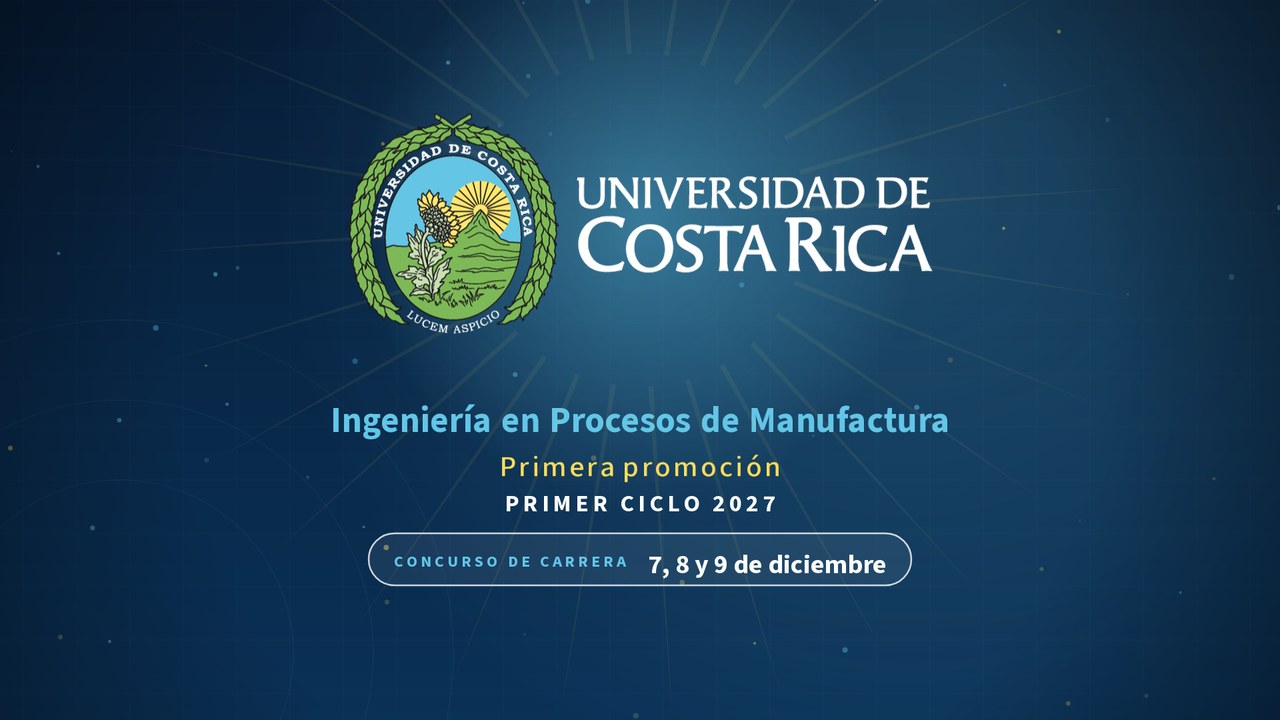 UNIVERSIDAD DE COSTA RICA
LUCEM ASPICIO
UNIVERSIDAD DE
COSTA RICA
Ingeniería en Procesos de Manufactura
Primera promoción
PRIMER CICLO 2027
CONCURSO DE CARRERA 7, 8 y 9 de diciembre